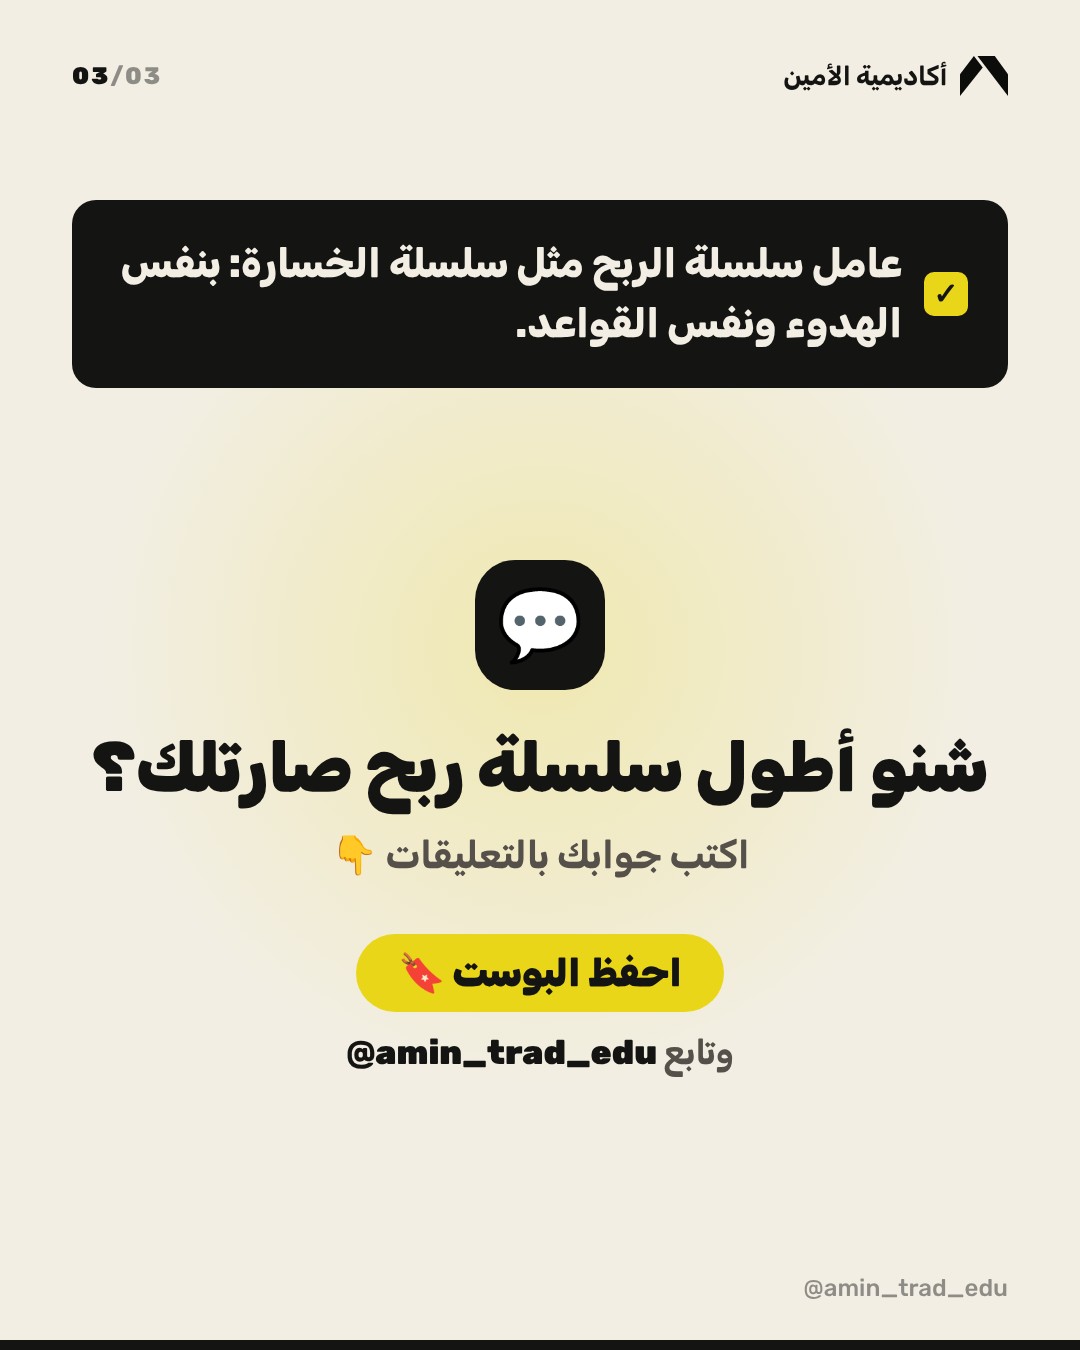 أكاديمية الأمين
03/03
عامل سلسلة الربح مثل سلسلة الخسارة: بنفس
الهدوء ونفس القواعد.
شنو أطول سلسلة ربح صارتلك؟
اكتب جوابك بالتعليقات 👇
احفظ البوست 🔖
وتابع @amin_trad_edu
@amin_trad_edu